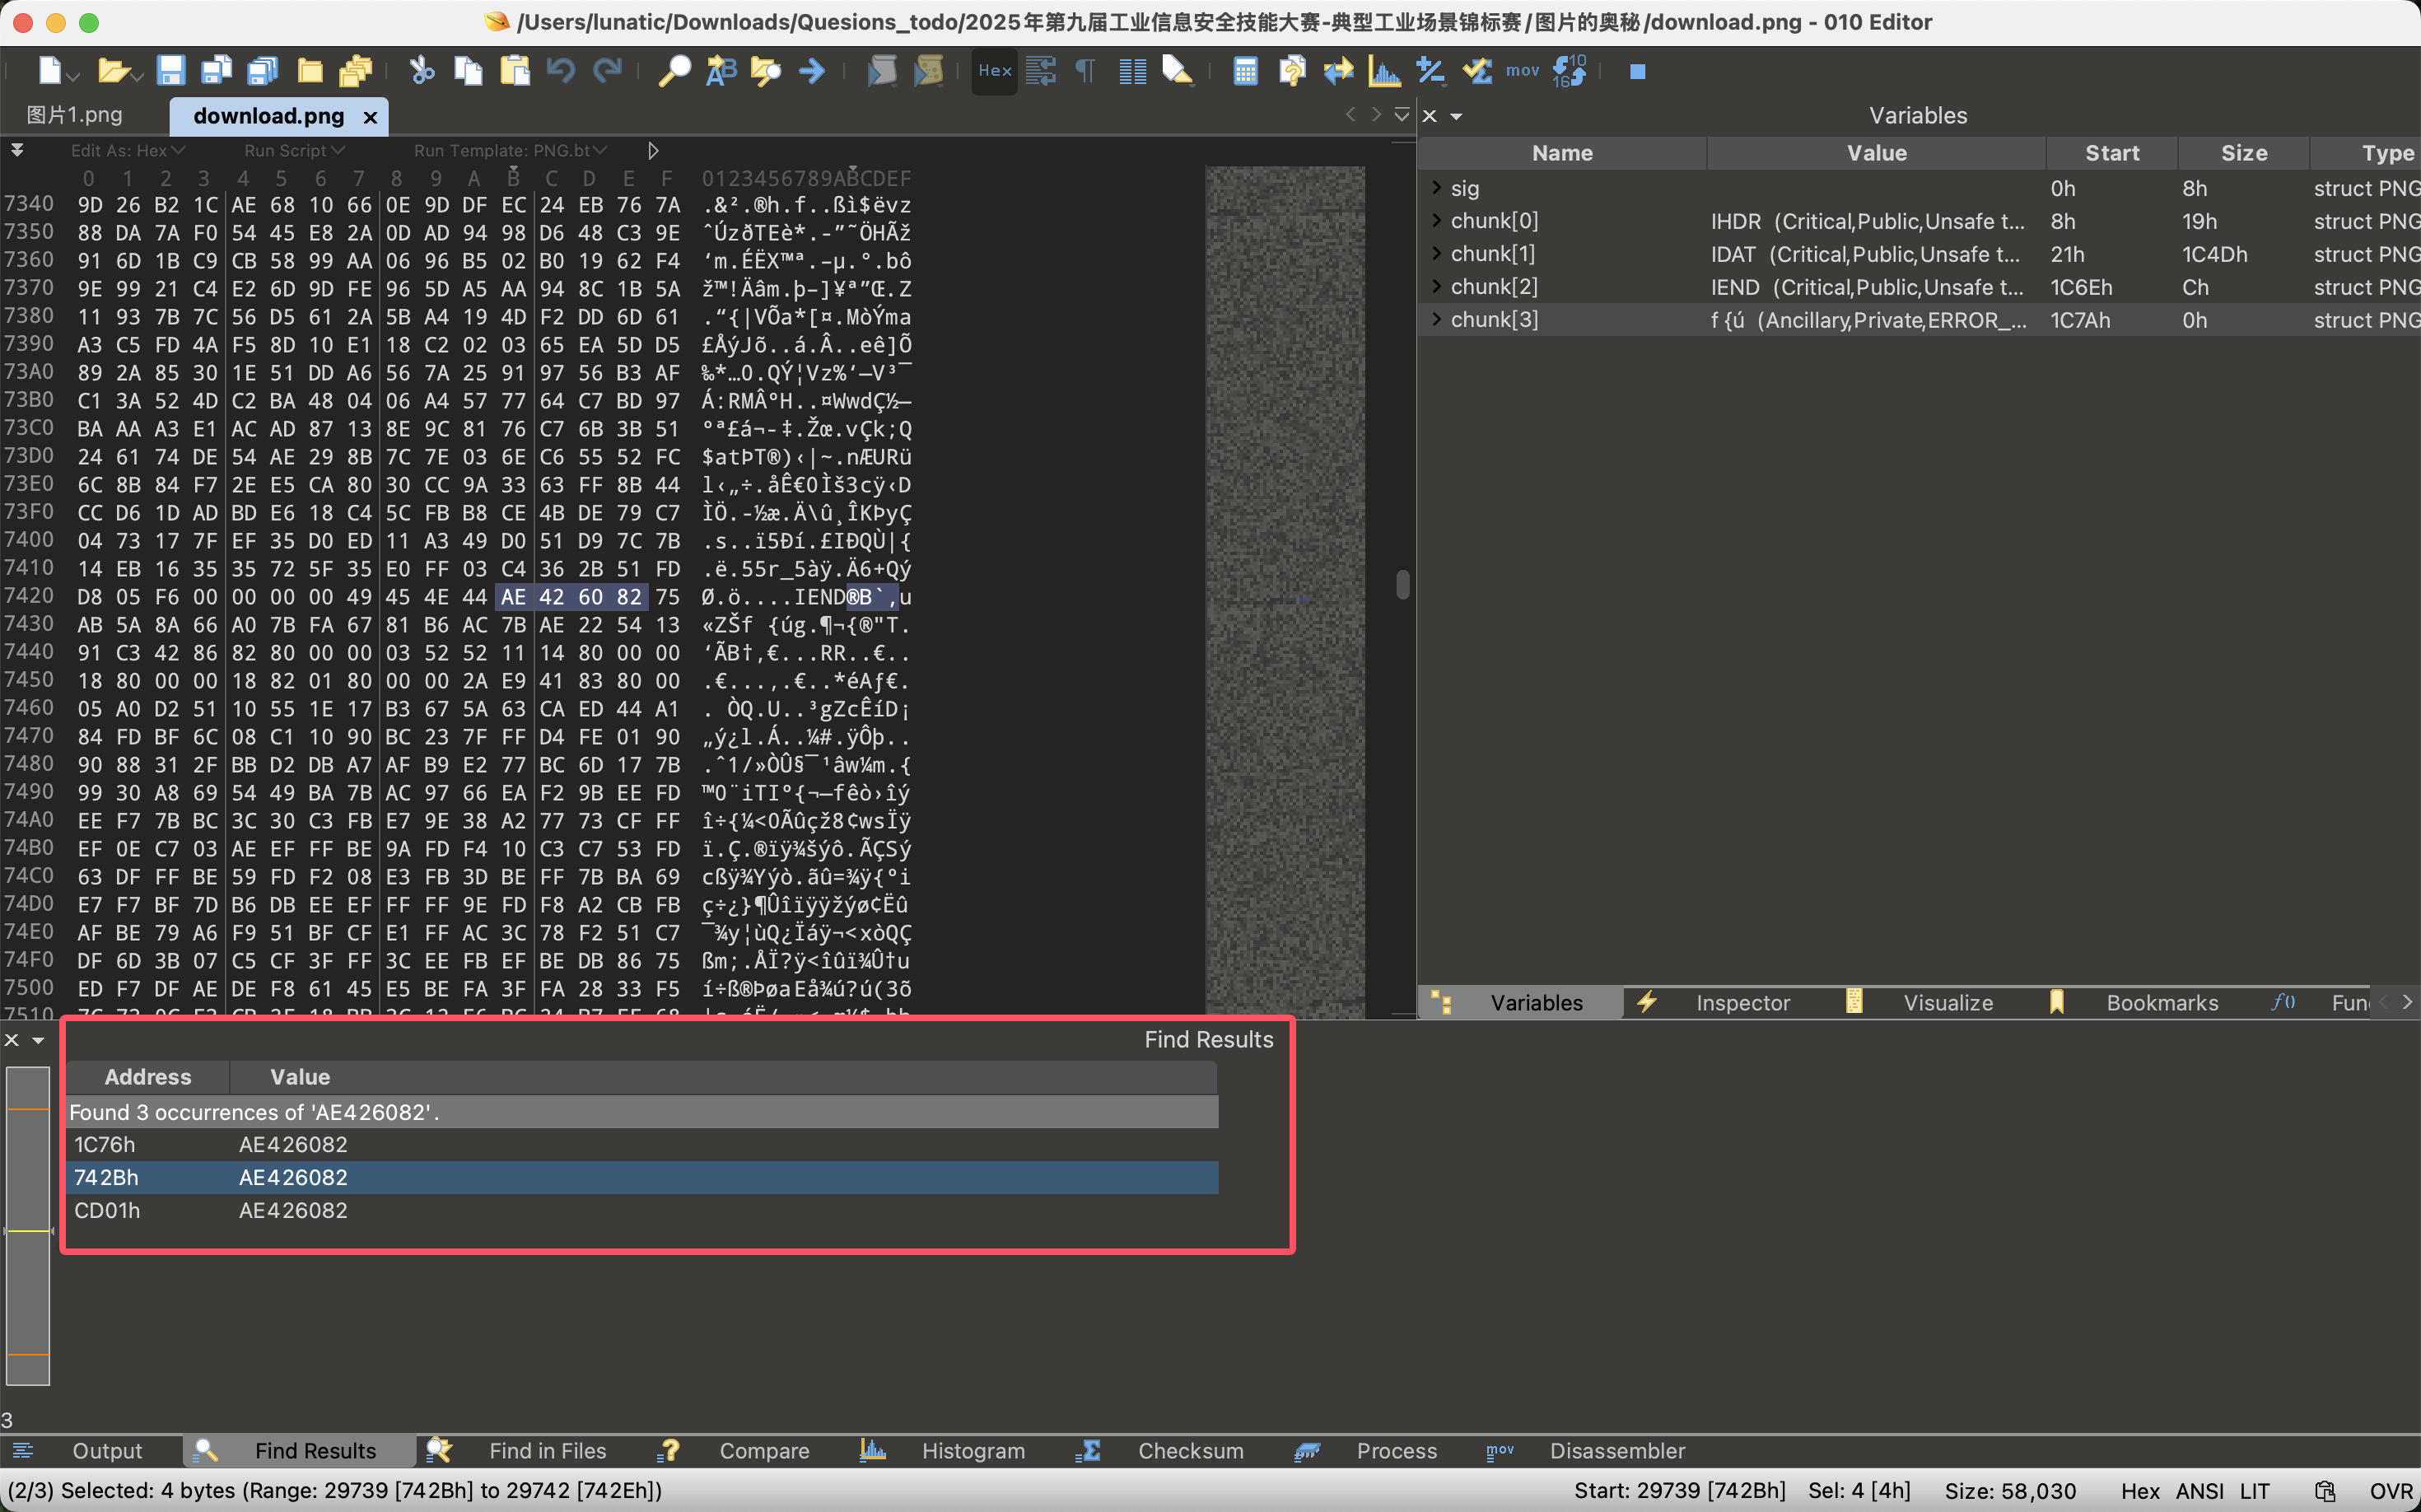 /Users/lunatic/Downloads/Quesions_todo/2025年第九届工业信息安全技能大赛-典型工业场景锦标赛/图片的奥秘/download.png - 010 Editor
Hex
mov
图片1.png
download.png
Variables
Edit As: Hex
Run Script
Run Template: PNG.bt
Name Value Start Size Type
0 1 2 3 4 5 6 7 8 9 A B C D E F 0123456789ABCDEF
7340 9D 26 B2 1C AE 68 10 66 0E 9D DF EC 24 EB 76 7A .&².®h.f..ßì$ëvz
7350 88 DA 7A F0 54 45 E8 2A 0D AD 94 98 D6 48 C3 9E ˆÚzðTEè*.-”˜ÖHÃž
7360 91 6D 1B C9 CB 58 99 AA 06 96 B5 02 B0 19 62 F4 ‘m.ÉËX™ª.–µ.°.bô
7370 9E 99 21 C4 E2 6D 9D FE 96 5D A5 AA 94 8C 1B 5A ž™!Äâm.þ–]¥ª”Œ.Z
7380 11 93 7B 7C 56 D5 61 2A 5B A4 19 4D F2 DD 6D 61 .“{|VÕa*[¤.MòÝma
7390 A3 C5 FD 4A F5 8D 10 E1 18 C2 02 03 65 EA 5D D5 £ÅýJõ..á.Â..eê]Õ
73A0 89 2A 85 30 1E 51 DD A6 56 7A 25 91 97 56 B3 AF ‰*…0.QÝ¦Vz%‘—V³¯
73B0 C1 3A 52 4D C2 BA 48 04 06 A4 57 77 64 C7 BD 97 Á:RMÂºH..¤WwdÇ½—
73C0 BA AA A3 E1 AC AD 87 13 8E 9C 81 76 C7 6B 3B 51 ºª£á¬-‡.Žœ.vÇk;Q
73D0 24 61 74 DE 54 AE 29 8B 7C 7E 03 6E C6 55 52 FC $atÞT®)‹|~.nÆURü
73E0 6C 8B 84 F7 2E E5 CA 80 30 CC 9A 33 63 FF 8B 44 l‹„÷.åÊ€0Ìš3cÿ‹D
73F0 CC D6 1D AD BD E6 18 C4 5C FB B8 CE 4B DE 79 C7 ÌÖ.-½æ.Ä\û¸ÎKÞyÇ
7400 04 73 17 7F EF 35 D0 ED 11 A3 49 D0 51 D9 7C 7B .s..ï5Ðí.£IÐQÙ|{
7410 14 EB 16 35 35 72 5F 35 E0 FF 03 C4 36 2B 51 FD .ë.55r_5àÿ.Ä6+Qý
7420 D8 05 F6 00 00 00 00 49 45 4E 44 AE 42 60 82 75 Ø.ö....IEND®B`‚u
7430 AB 5A 8A 66 A0 7B FA 67 81 B6 AC 7B AE 22 54 13 «ZŠf {úg.¶¬{®"T.
7440 91 C3 42 86 82 80 00 00 03 52 52 11 14 80 00 00 ‘ÃB†‚€...RR..€..
7450 18 80 00 00 18 82 01 80 00 00 2A E9 41 83 80 00 .€...‚.€..*éAƒ€.
7460 05 A0 D2 51 10 55 1E 17 B3 67 5A 63 CA ED 44 A1 . ÒQ.U..³gZcÊíD¡
7470 84 FD BF 6C 08 C1 10 90 BC 23 7F FF D4 FE 01 90 „ý¿l.Á..¼#.ÿÔþ..
7480 90 88 31 2F BB D2 DB A7 AF B9 E2 77 BC 6D 17 7B .ˆ1/»ÒÛ§¯¹âw¼m.{
7490 99 30 A8 69 54 49 BA 7B AC 97 66 EA F2 9B EE FD ™0¨iTIº{¬—fêò›îý
74A0 EE F7 7B BC 3C 30 C3 FB E7 9E 38 A2 77 73 CF FF î÷{¼<0Ãûçž8¢wsÏÿ
74B0 EF 0E C7 03 AE EF FF BE 9A FD F4 10 C3 C7 53 FD ï.Ç.®ïÿ¾šýô.ÃÇSý
74C0 63 DF FF BE 59 FD F2 08 E3 FB 3D BE FF 7B BA 69 cßÿ¾Yýò.ãû=¾ÿ{ºi
74D0 E7 F7 BF 7D B6 DB EE EF FF FF 9E FD F8 A2 CB FB ç÷¿}¶Ûîïÿÿžýø¢Ëû
74E0 AF BE 79 A6 F9 51 BF CF E1 FF AC 3C 78 F2 51 C7 ¯¾y¦ùQ¿Ïáÿ¬<xòQÇ
74F0 DF 6D 3B 07 C5 CF 3F FF 3C EE FB EF BE DB 86 75 ßm;.ÅÏ?ÿ<îûï¾Û†u
7500 ED F7 DF AE DE F8 61 45 E5 BE FA 3F FA 28 33 F5 í÷ß®ÞøaEå¾ú?ú(3õ
7510
sig 0h 8h struct PNG
chunk[0] IHDR (Critical,Public,Unsafe t... 8h 19h struct PNG
chunk[1] IDAT (Critical,Public,Unsafe t... 21h 1C4Dh struct PNG
chunk[2] IEND (Critical,Public,Unsafe t... 1C6Eh Ch struct PNG
chunk[3] f {ú (Ancillary,Private,ERROR_... 1C7Ah 0h struct PNG
Variables Inspector Visualize Bookmarks f() Fun
Find Results
Address Value
Found 3 occurrences of 'AE426082'.
1C76h AE426082
742Bh AE426082
CD01h AE426082
3
Output Find Results Find in Files Compare Histogram Checksum Process mov Disassembler
(2/3) Selected: 4 bytes (Range: 29739 [742Bh] to 29742 [742Eh]) Start: 29739 [742Bh] Sel: 4 [4h] Size: 58,030 Hex ANSI LIT OVR